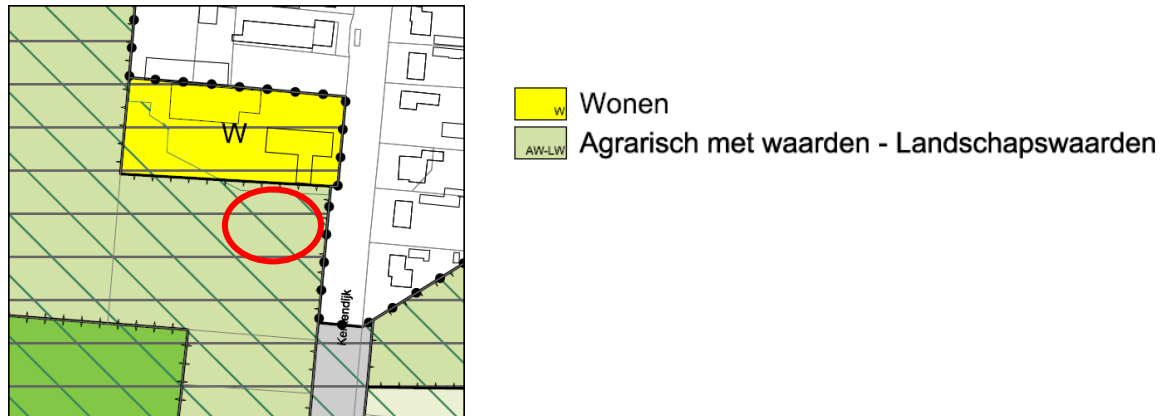 W
Kerkendijk
W Wonen
AW-LW Agrarisch met waarden - Landschapswaarden